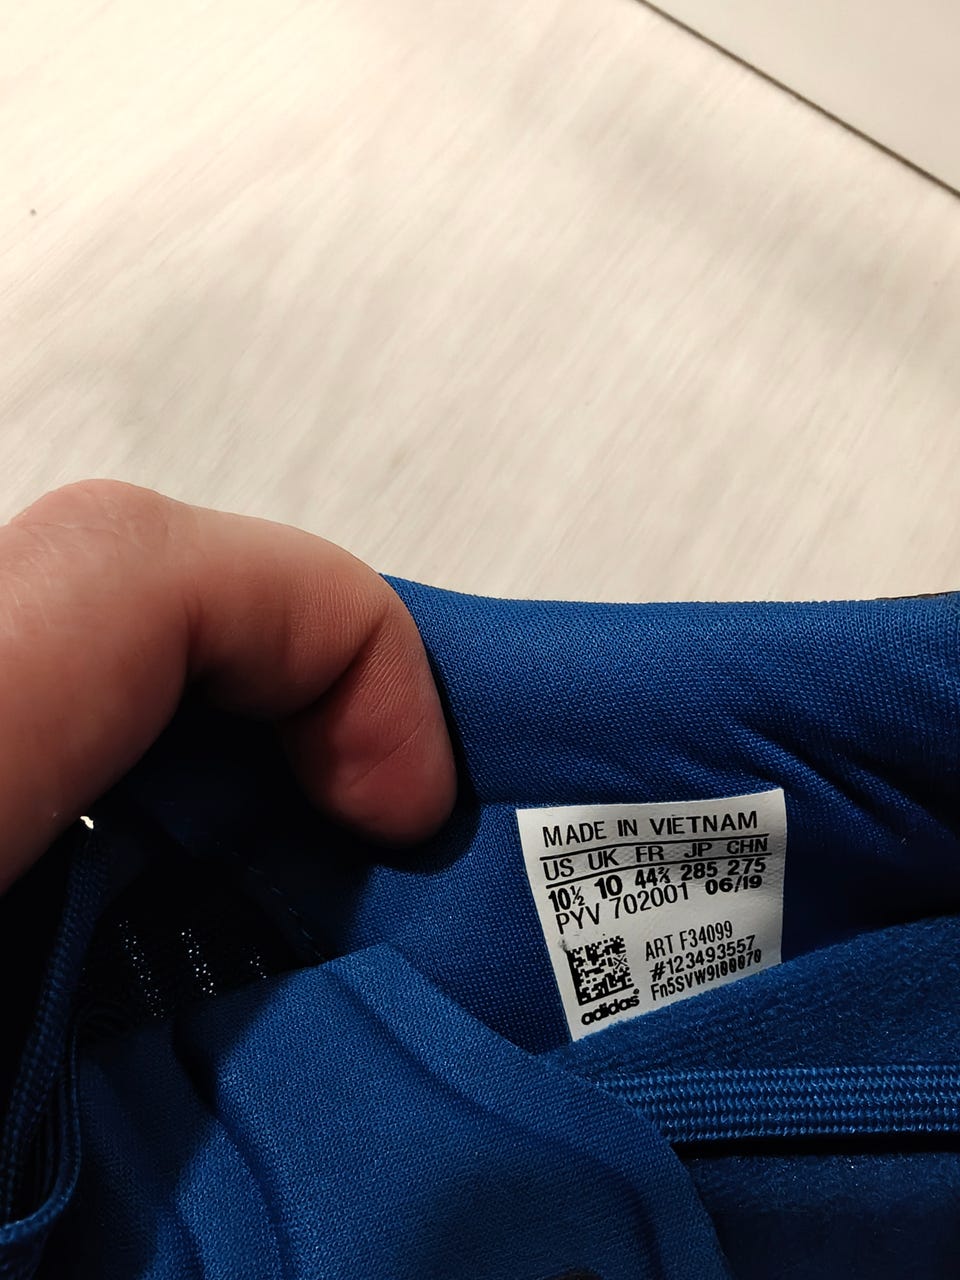 MADE IN VIETNAM
US UK FR JP CHN
10½ 10 44⅔ 285 275
PYV 702001 06/19
ART F34099
#123493557
Fn5SVW9I00070
adidas